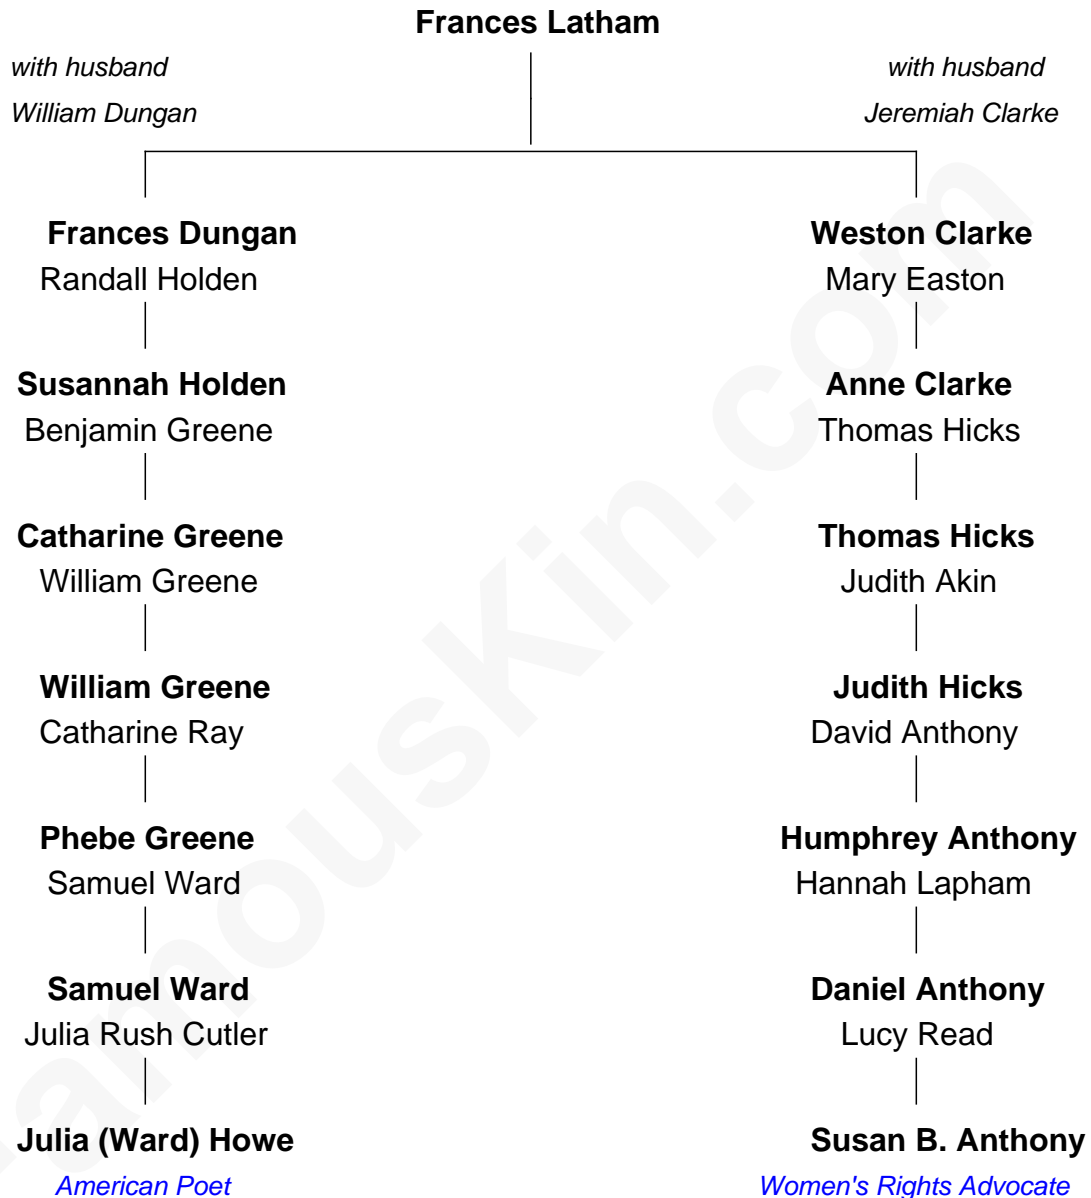 Frances Latham
with husband
William Dungan
with husband
Jeremiah Clarke
Frances Dungan
Randall Holden
Weston Clarke
Mary Easton
Susannah Holden
Benjamin Greene
Anne Clarke
Thomas Hicks
Catharine Greene
William Greene
Thomas Hicks
Judith Akin
William Greene
Catharine Ray
Judith Hicks
David Anthony
Phebe Greene
Samuel Ward
Humphrey Anthony
Hannah Lapham
Samuel Ward
Julia Rush Cutler
Daniel Anthony
Lucy Read
Julia (Ward) Howe
American Poet
Susan B. Anthony
Women's Rights Advocate
FamousKin.com